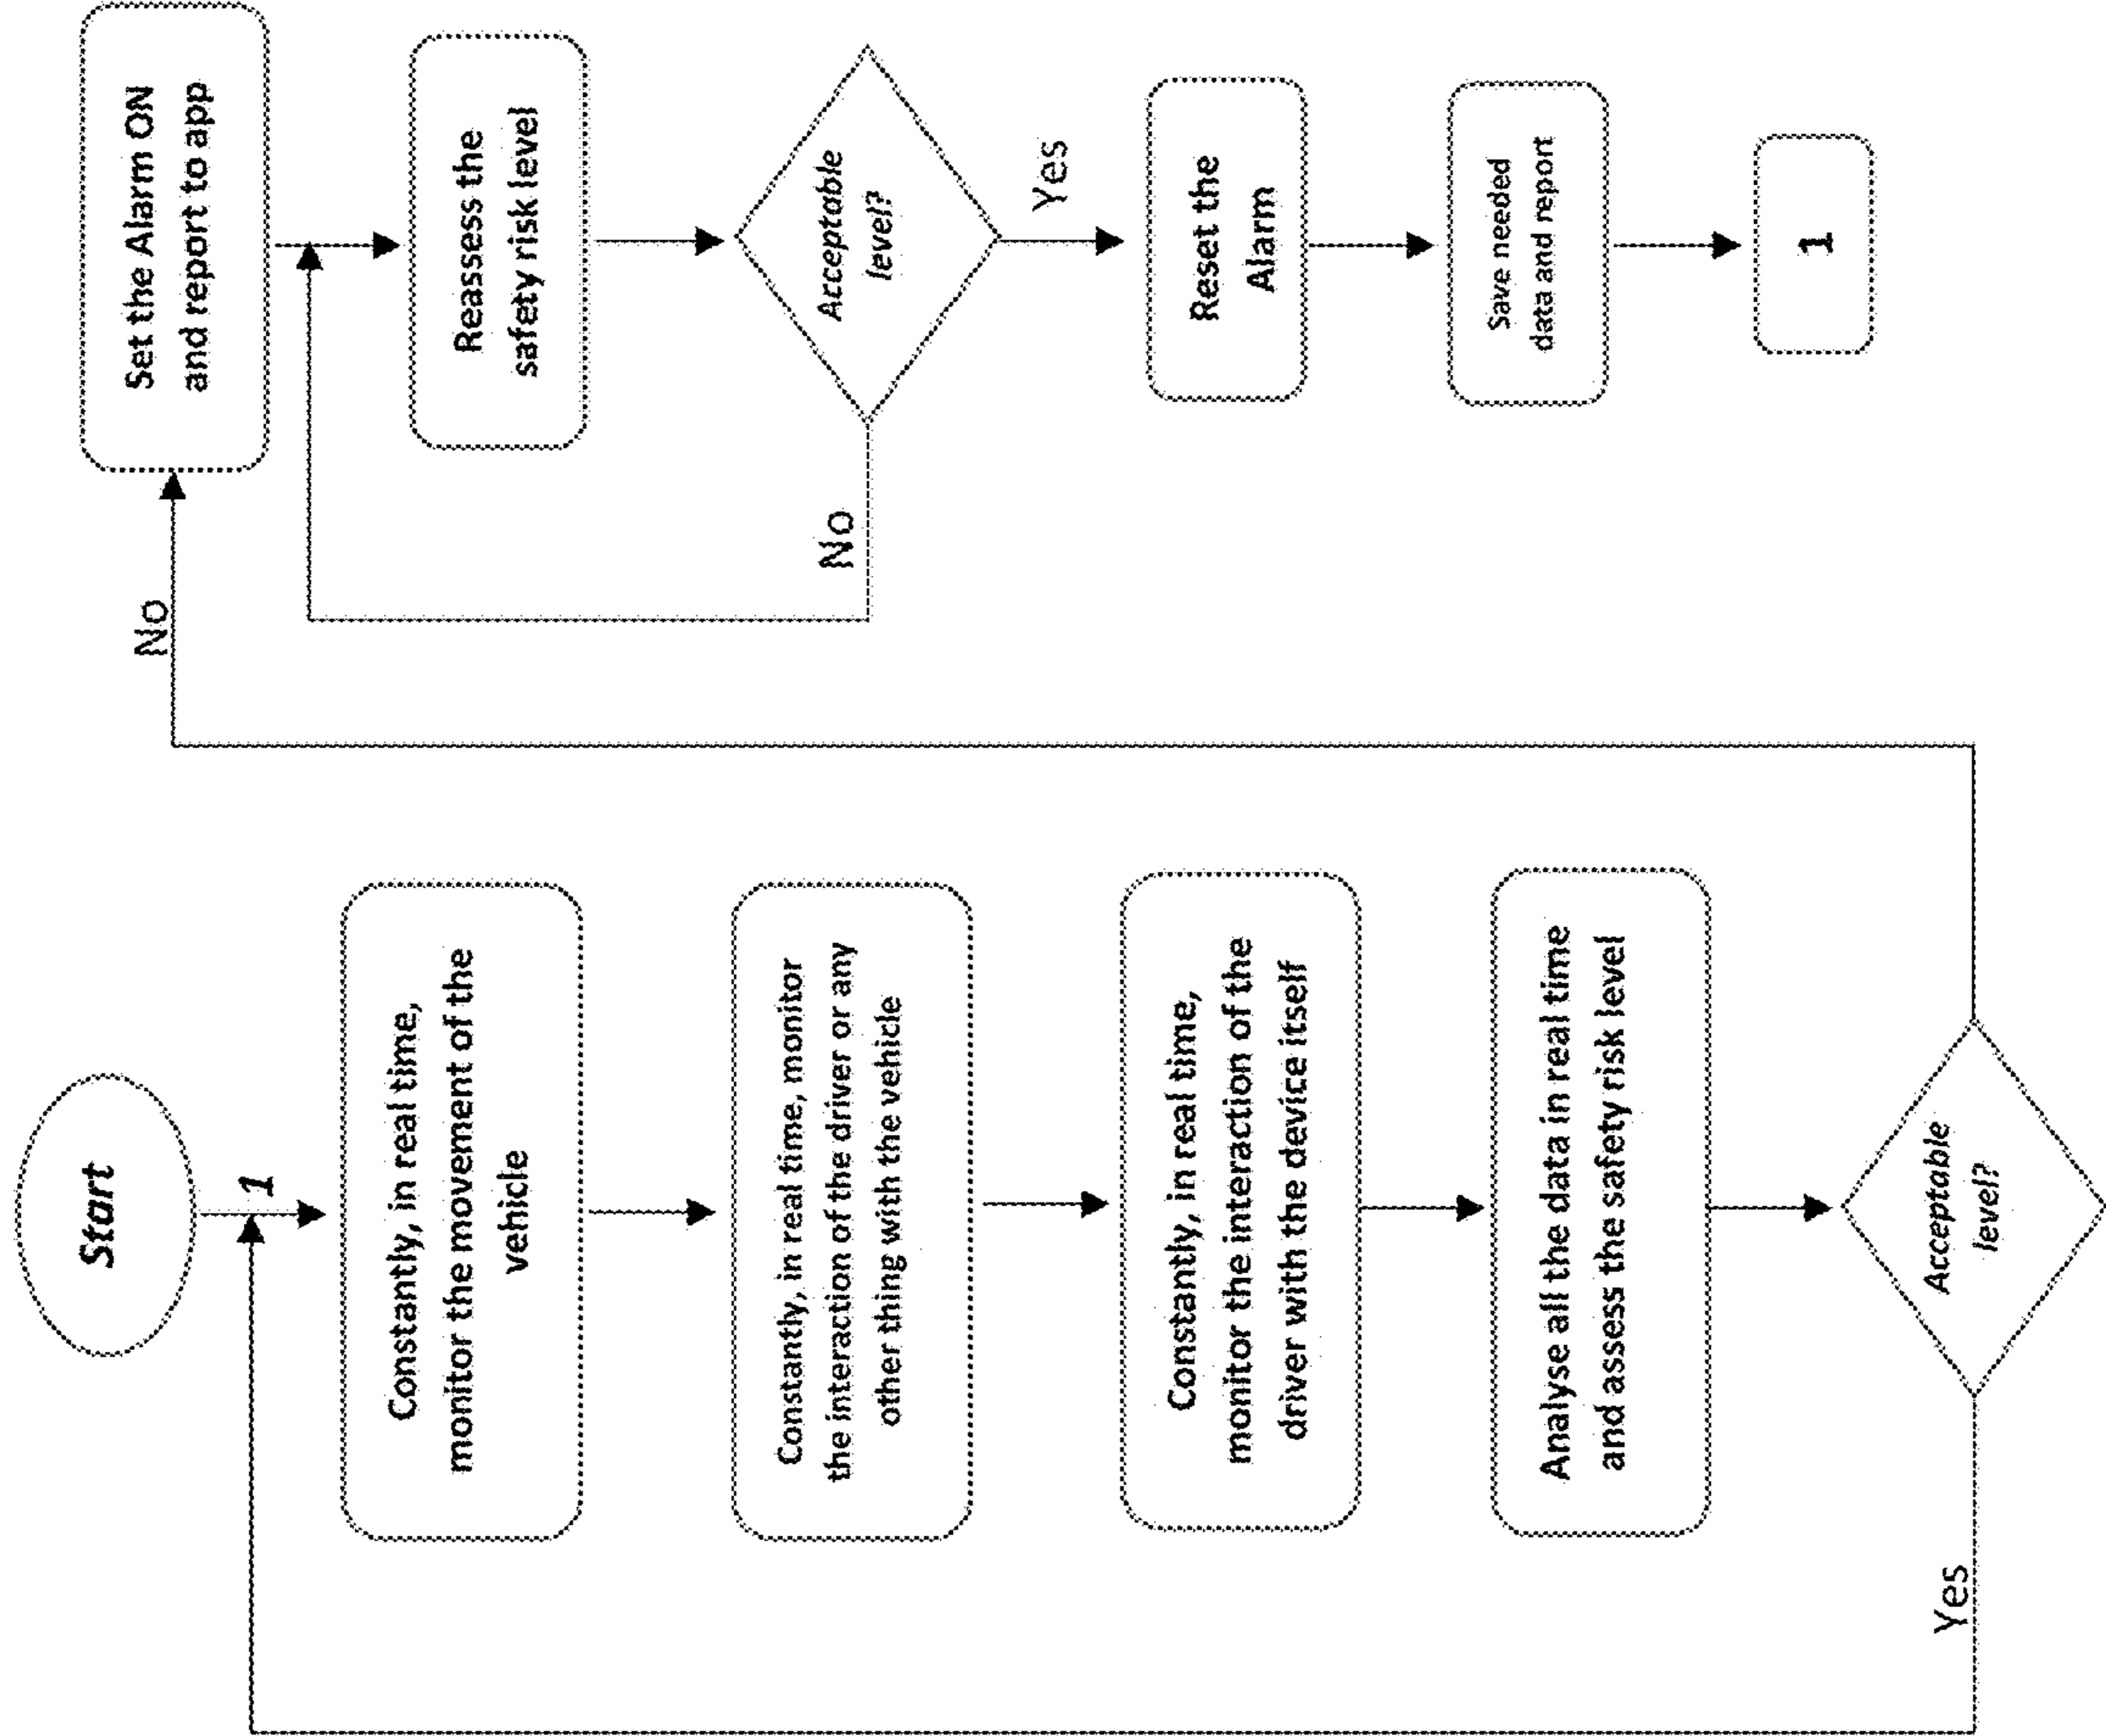 Start
1
Constantly, in real time,
monitor the movement of the
vehicle
Constantly, in real time, monitor
the interaction of the driver or any
other thing with the vehicle
Constantly, in real time,
monitor the interaction of the
driver with the device itself
Analyse all the data in real time
and assess the safety risk level
Acceptable
level?
Yes
No
Set the Alarm ON
and report to app
Reassess the
safety risk level
Acceptable
level?
No
Yes
Reset the
Alarm
Save needed
data and report
1